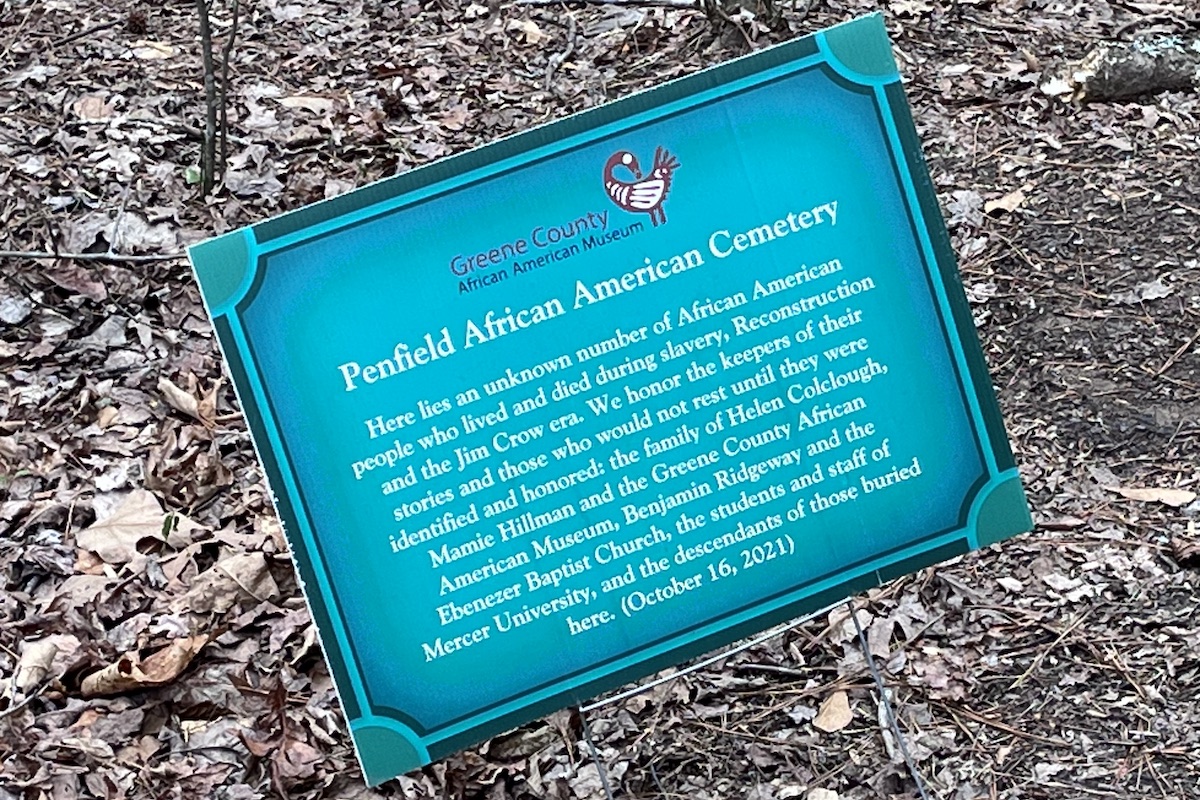 Greene County
African American Museum
Penfield African American Cemetery
Here lies an unknown number of African American
people who lived and died during slavery, Reconstruction
and the Jim Crow era. We honor the keepers of their
stories and those who would not rest until they were
identified and honored: the family of Helen Colclough,
Mamie Hillman and the Greene County African
American Museum, Benjamin Ridgeway and the
Ebenezer Baptist Church, the students and staff of
Mercer University, and the descendants of those buried
here. (October 16, 2021)